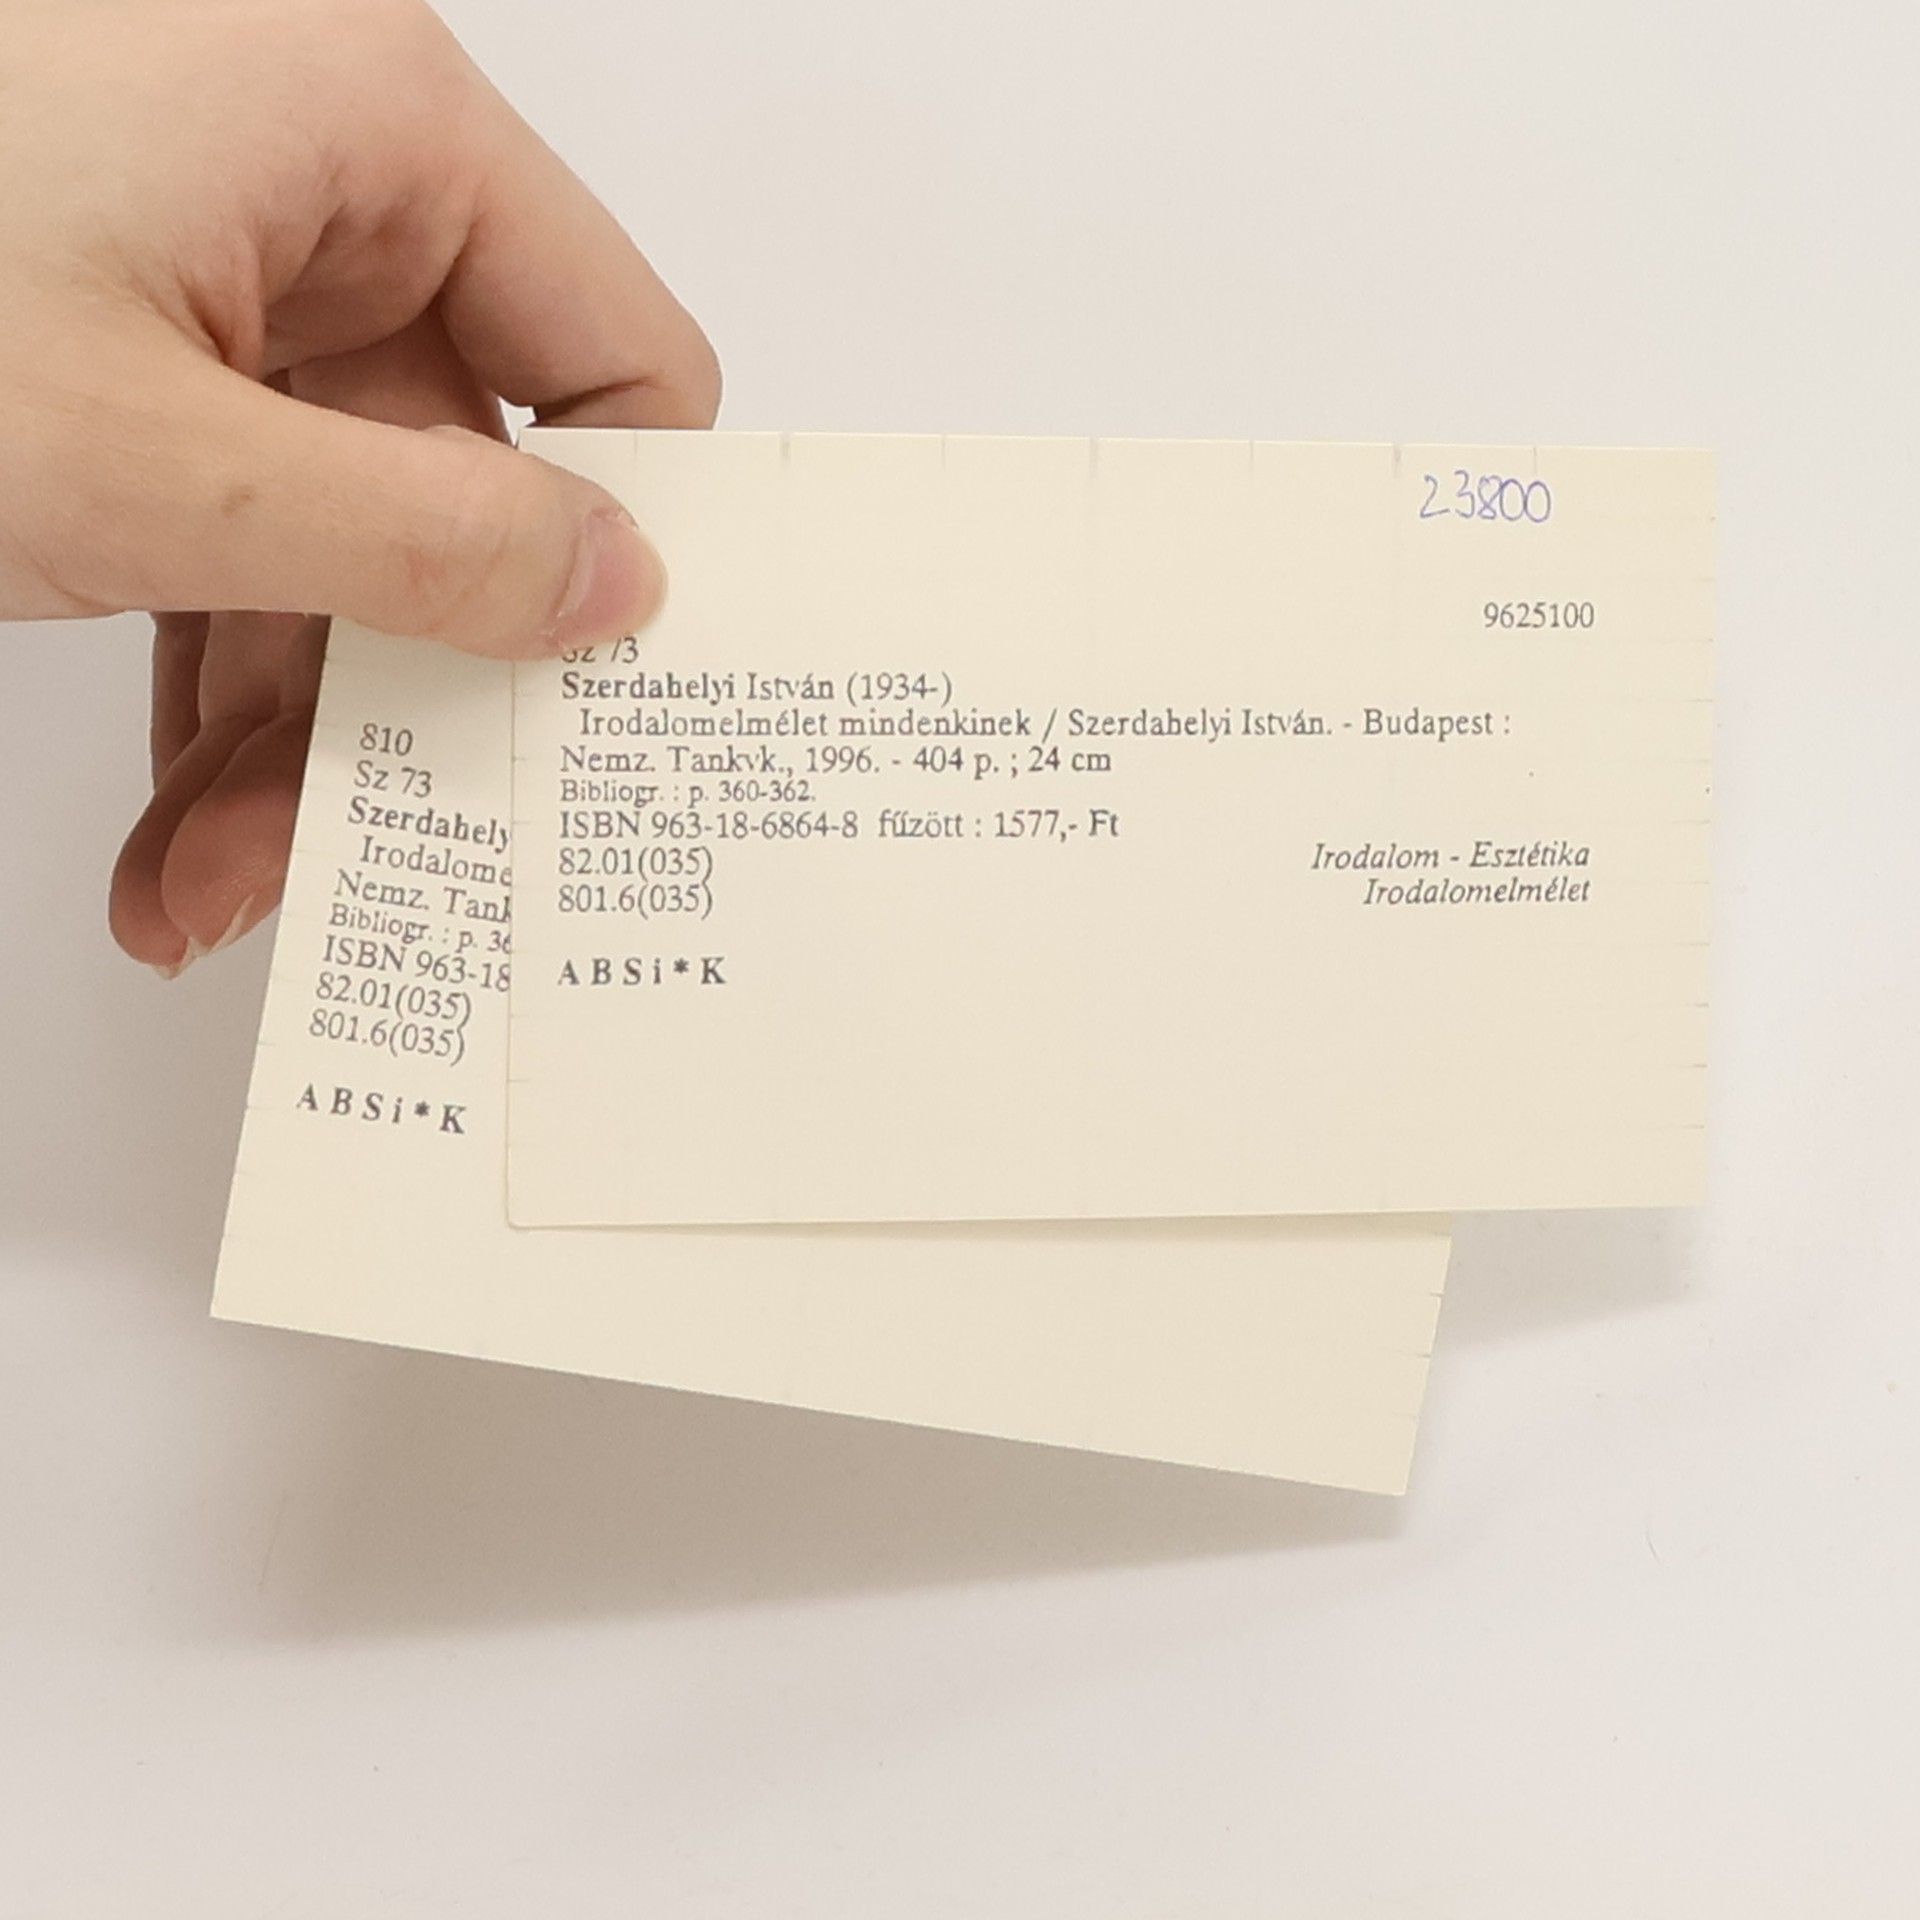 23800
9625100
Sz 73
Szerdahelyi István (1934-)
Irodalomelmélet mindenkinek / Szerdahelyi István. - Budapest :
Nemz. Tankvk., 1996. - 404 p. ; 24 cm
Bibliogr. : p. 360-362.
ISBN 963-18-6864-8 fűzött : 1577,- Ft
82.01(035)
801.6(035)
Irodalom - Esztétika
Irodalomelmélet
A B S i * K
810
Sz 73
Szerdahely
Irodalome
Nemz. Tank
Bibliogr. : p. 36
ISBN 963-18
82.01(035)
801.6(035)
A B S i * K